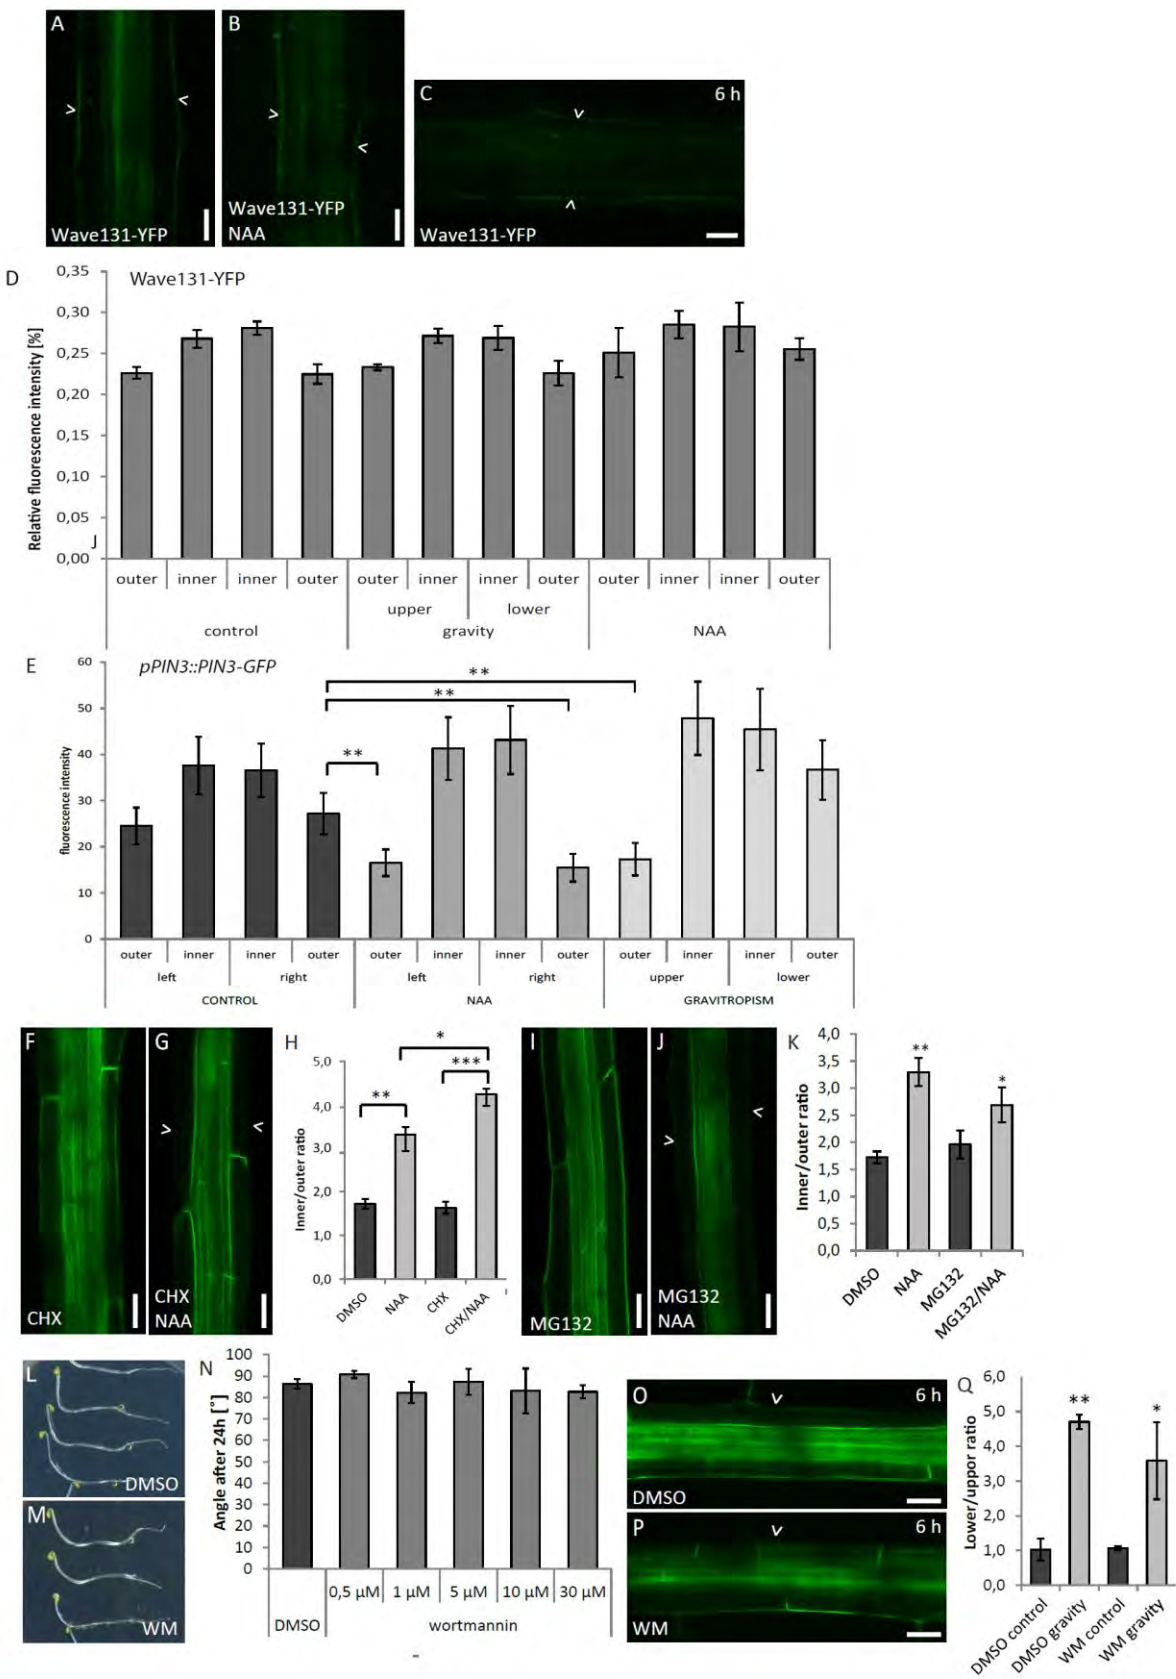 A
B
> <
> <
C 6 h
v
^
Wave131-YFP
Wave131-YFP
NAA
Wave131-YFP
D
Wave131-YFP
Relative fluorescence intensity [%]
0,35
0,30
0,25
0,20
0,15
0,10
0,05
0,00
J
outer inner inner outer outer inner inner outer outer inner inner outer
upper lower
control gravity NAA
E
pPIN3::PIN3-GFP
fluorescence intensity
60
50
40
30
20
10
0
**
**
**
outer inner inner outer outer inner inner outer outer inner inner outer
left right left right upper lower
CONTROL NAA GRAVITROPISM
F
CHX
G
> <
CHX
NAA
H
Inner/outer ratio
5,0
4,0
3,0
2,0
1,0
0,0
*
***
**
DMSO NAA CHX CHX/NAA
I
MG132
J
<
>
MG132
NAA
K
Inner/outer ratio
4,0
3,5
3,0
2,5
2,0
1,5
1,0
0,5
0,0
**
*
DMSO NAA MG132 MG132/NAA
L
DMSO
M
WM
N
Angle after 24h [°]
100
90
80
70
60
50
40
30
20
10
0
0,5 µM 1 µM 5 µM 10 µM 30 µM
DMSO wortmannin
O v 6 h
DMSO
P v 6 h
WM
Q
Lower/uppor ratio
6,0
5,0
4,0
3,0
2,0
1,0
0,0
**
*
DMSO control DMSO gravity WM control WM gravity